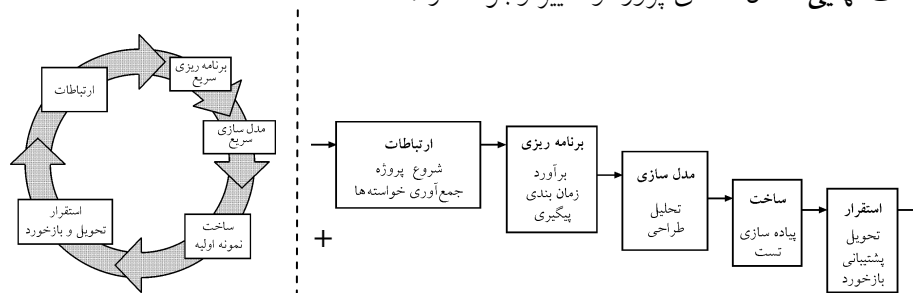 ارتباطات
برنامه ریزی
سریع
مدل سازی
سریع
ساخت
نمونه اولیه
استقرار
تحویل و بازخورد
+
ارتباطات
شروع پروژه
جمع‌آوری خواسته‌ها
برنامه ریزی
برآورد
زمان بندی
پیگیری
مدل سازی
تحلیل
طراحی
ساخت
پیاده سازی
تست
استقرار
تحویل
پشتیبانی
بازخورد